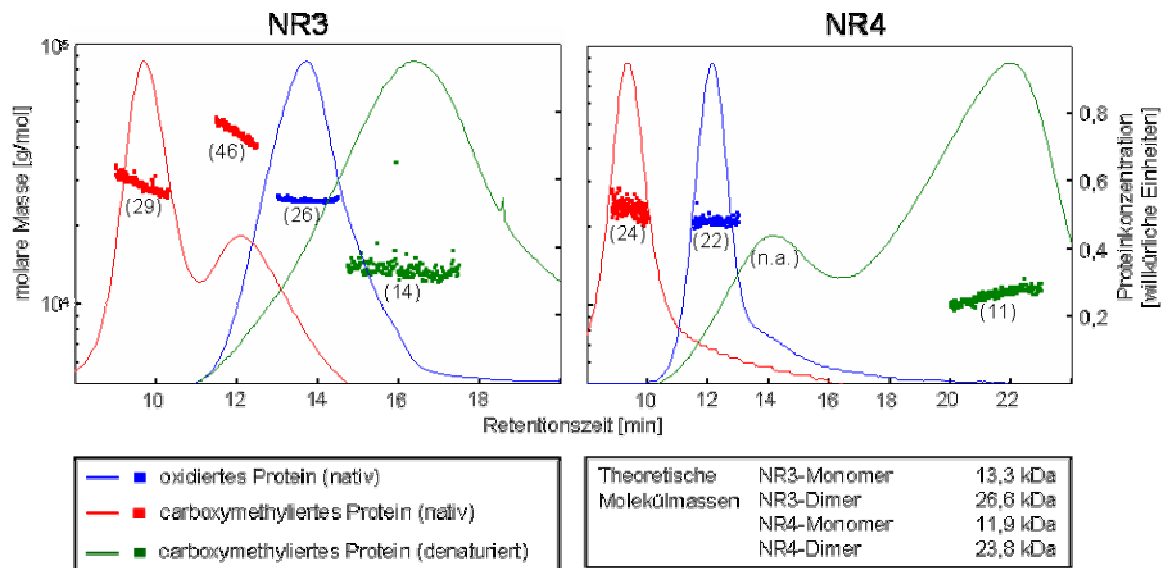 NR3
NR4
10⁵
10⁴
molare Masse [g/mol]
(29)
(46)
(26)
(14)
10 12 14 16 18
(24)
(22)
(n.a.)
(11)
10 12 14 16 18 20 22
0,8
0,6
0,4
0,2
Proteinkonzentration
[willkürliche Einheiten]
Retentionszeit [min]
oxidiertes Protein (nativ)
carboxymethyliertes Protein (nativ)
carboxymethyliertes Protein (denaturiert)
Theoretische NR3-Monomer 13,3 kDa
Molekülmassen NR3-Dimer 26,6 kDa
NR4-Monomer 11,9 kDa
NR4-Dimer 23,8 kDa